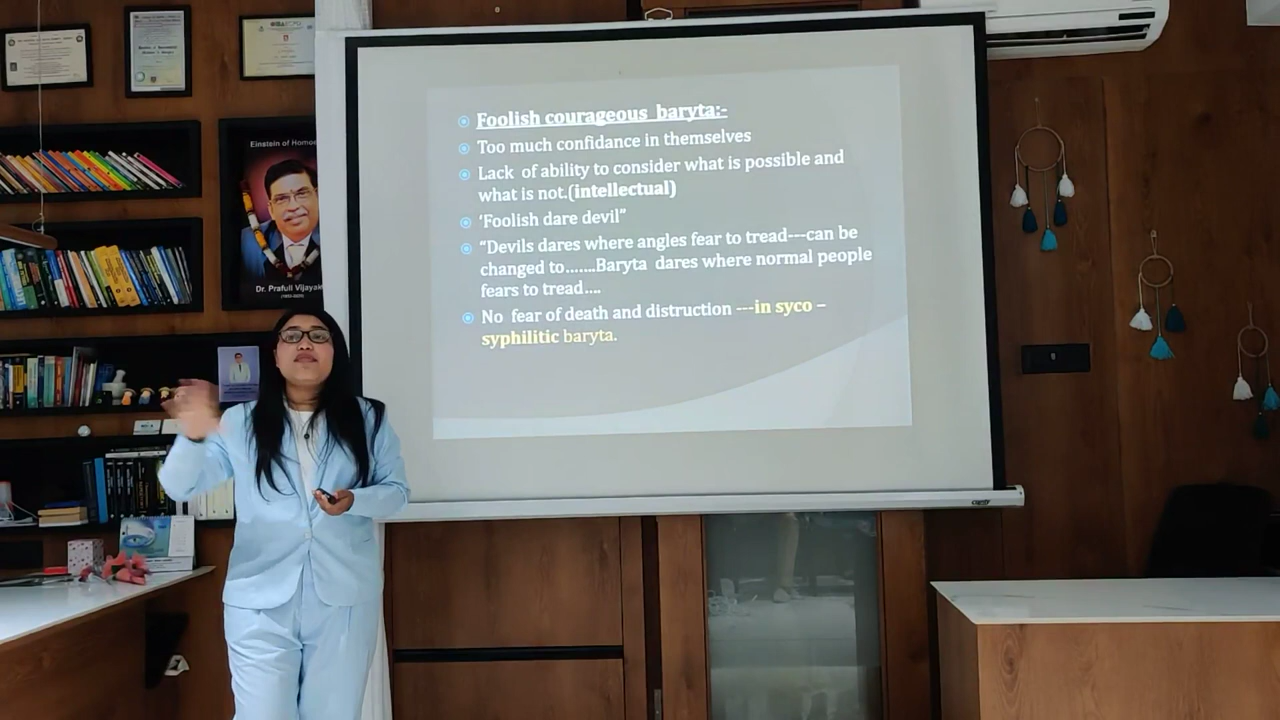 Einstein of Homoe
Dr. Prafull Vijayak
Foolish courageous baryta:-
Too much confidance in themselves
Lack of ability to consider what is possible and
what is not.(intellectual)
‘Foolish dare devil”
“Devils dares where angles fear to tread---can be
changed to.......Baryta dares where normal people
fears to tread....
No fear of death and distruction ---in syco –
syphilitic baryta.